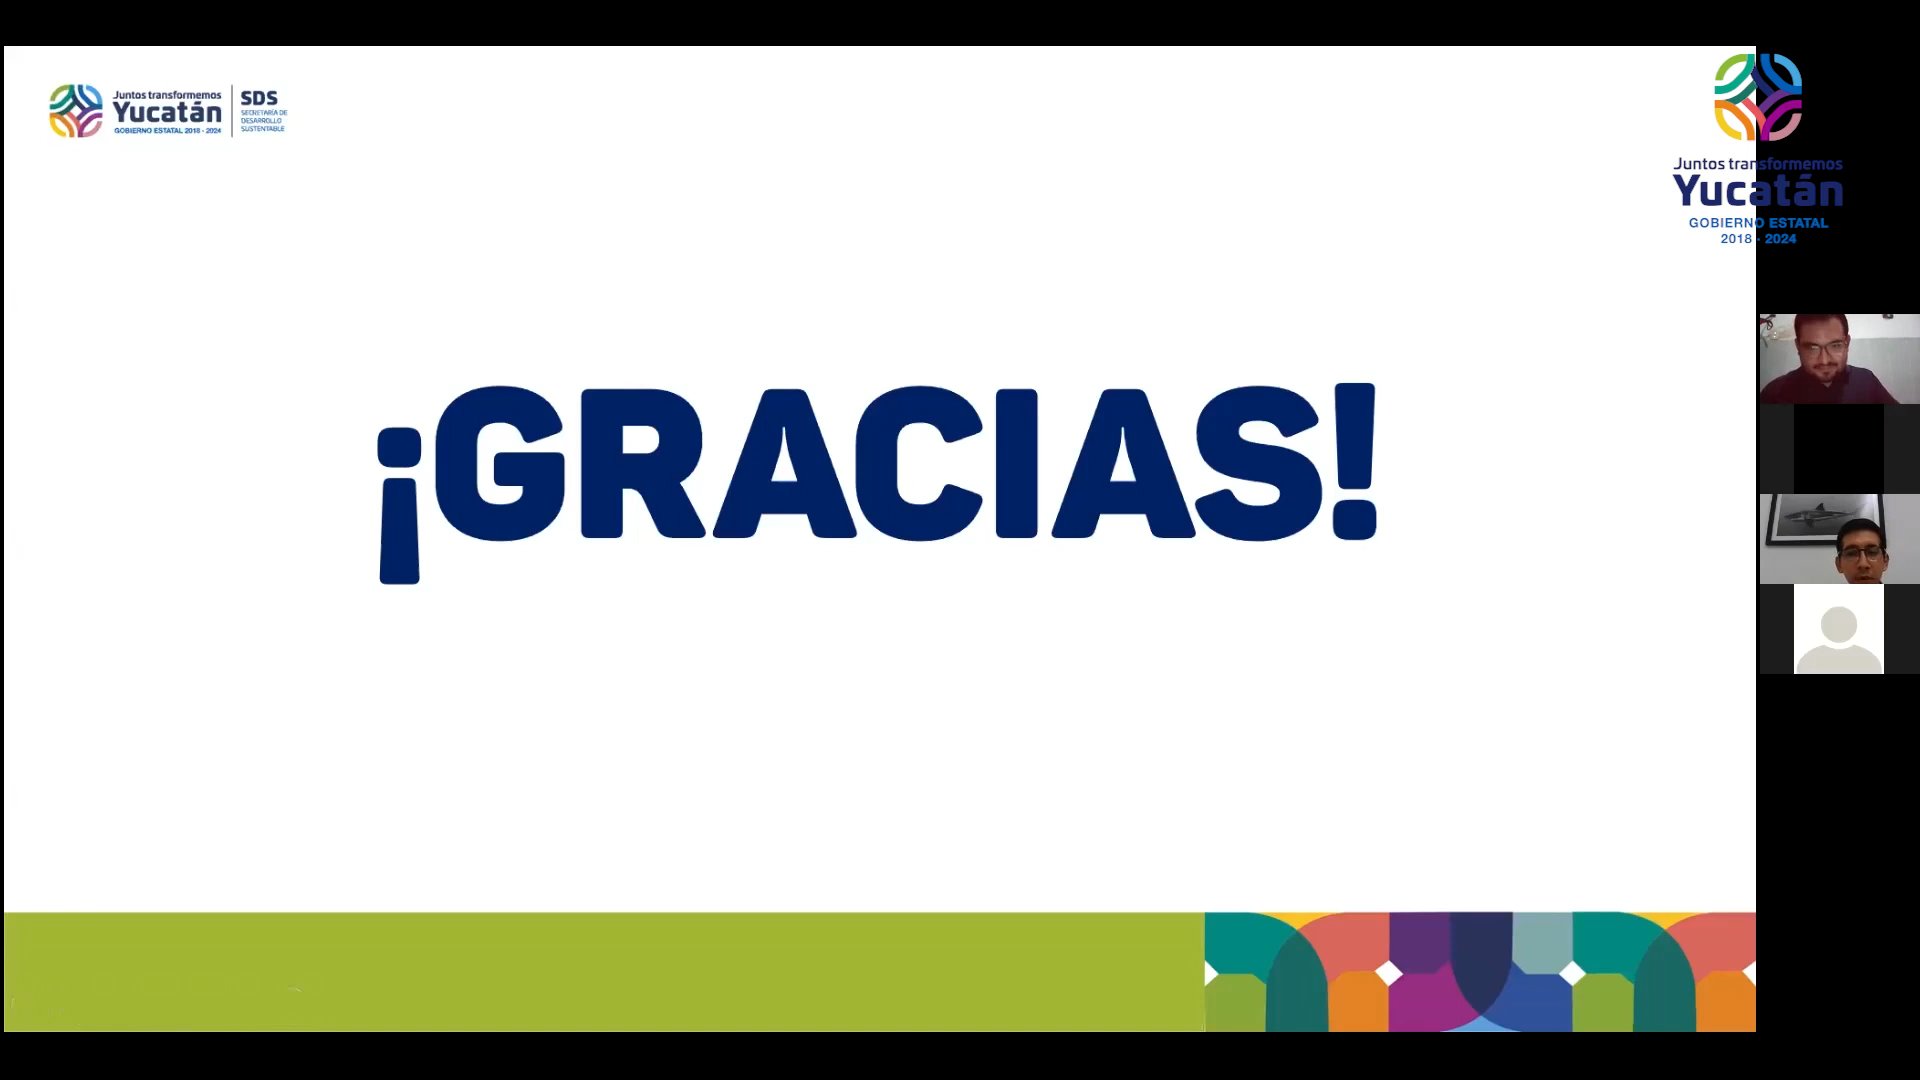 Juntos transformemos
Yucatán
GOBIERNO ESTATAL 2018 - 2024
SDS
SECRETARÍA DE
DESARROLLO
SUSTENTABLE
Juntos transformemos
Yucatán
GOBIERNO ESTATAL
2018 - 2024
¡GRACIAS!